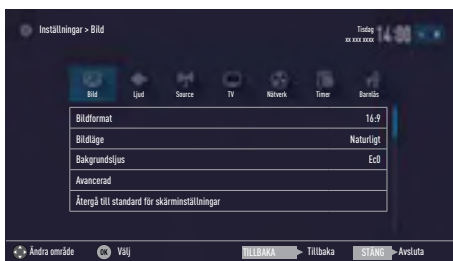 Inställningar > Bild
Tisdag
xx xxx xxxx
14:00
Bild Ljud Source TV Nätverk Timer Barnlås
Bildformat 16:9
Bildläge Naturligt
Bakgrundsljus Eco
Avancerad
Återgå till standard för skärminställningar
Ändra område OK Välj TILLBAKA Tillbaka STÄNG Avsluta